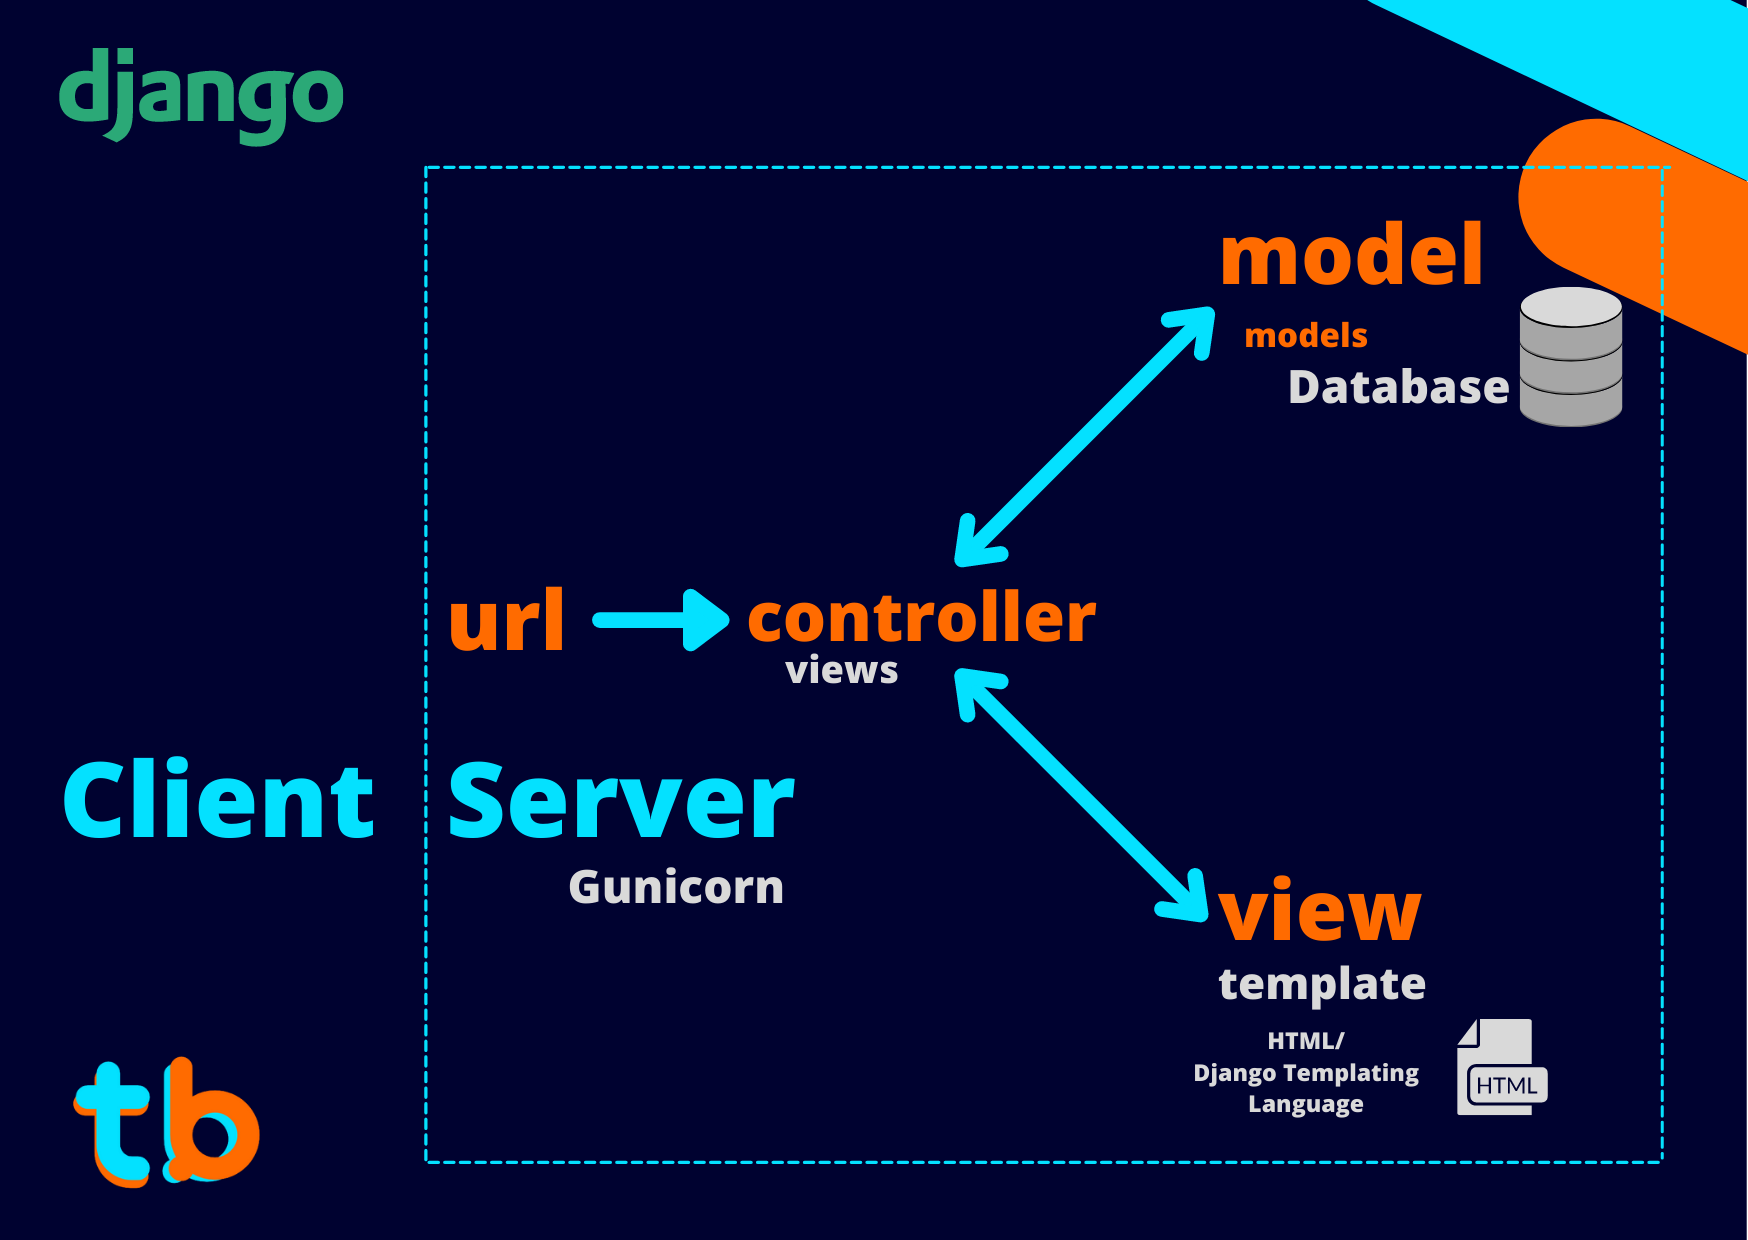 django
model
models
Database
url
controller
views
Client
Server
Gunicorn
view
template
HTML/
Django Templating
Language
HTML
tb